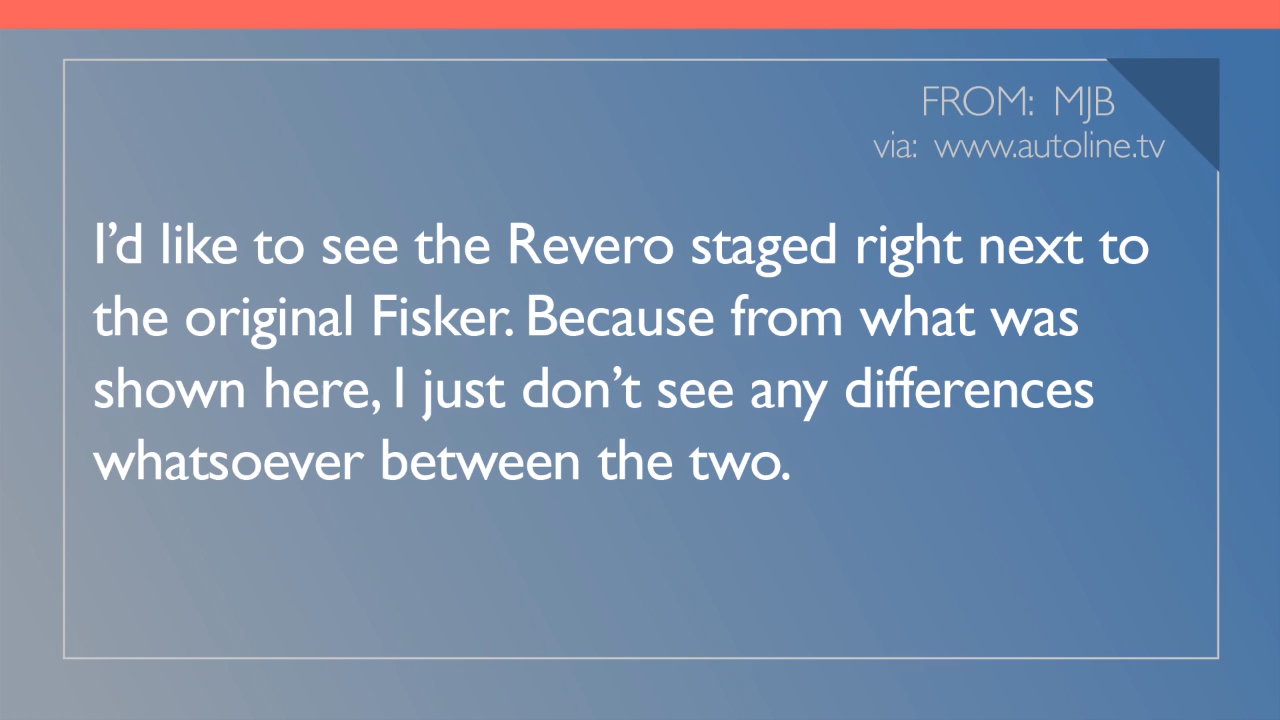 FROM: MJB
via: www.autoline.tv
I’d like to see the Revero staged right next to
the original Fisker. Because from what was
shown here, I just don’t see any differences
whatsoever between the two.